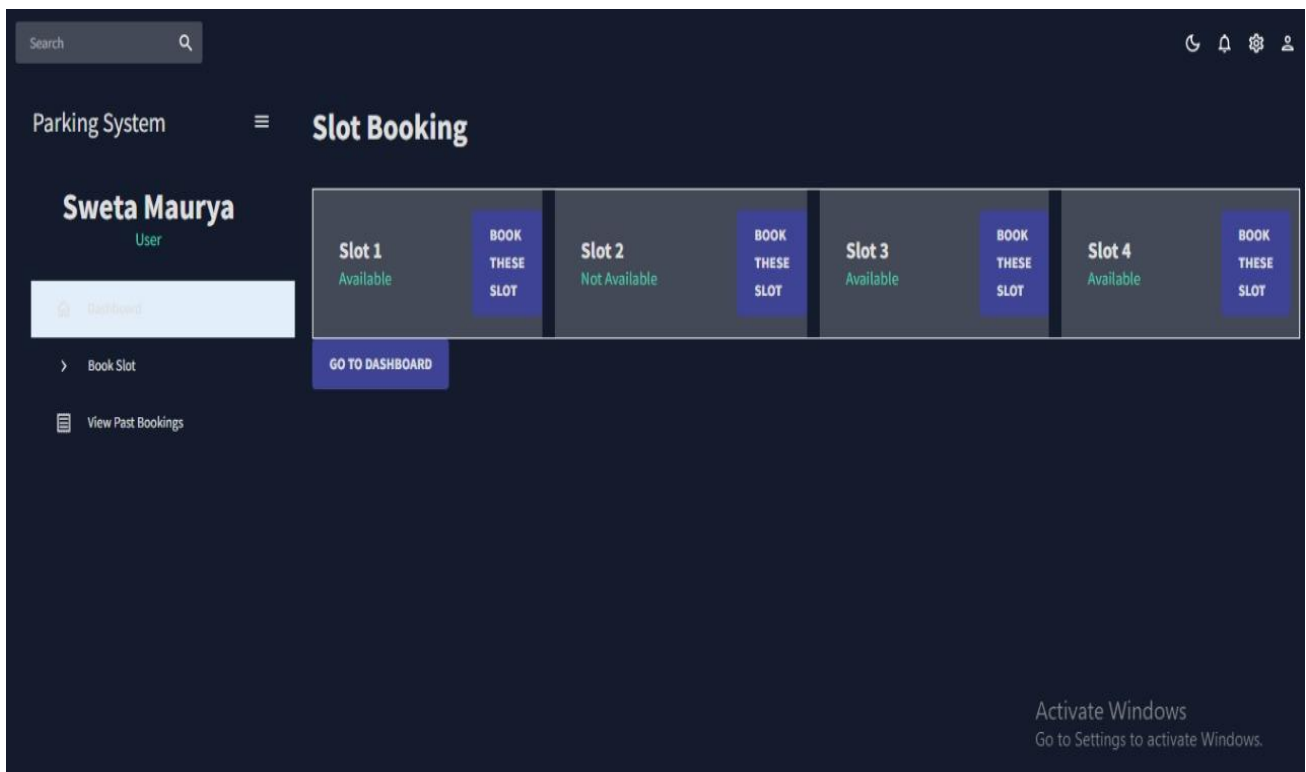 Search
Parking System
Slot Booking
Sweta Maurya
User
Dashboard
Book Slot
View Past Bookings
Slot 1
Available
BOOK
THESE
SLOT
Slot 2
Not Available
BOOK
THESE
SLOT
Slot 3
Available
BOOK
THESE
SLOT
Slot 4
Available
BOOK
THESE
SLOT
GO TO DASHBOARD
Activate Windows
Go to Settings to activate Windows.